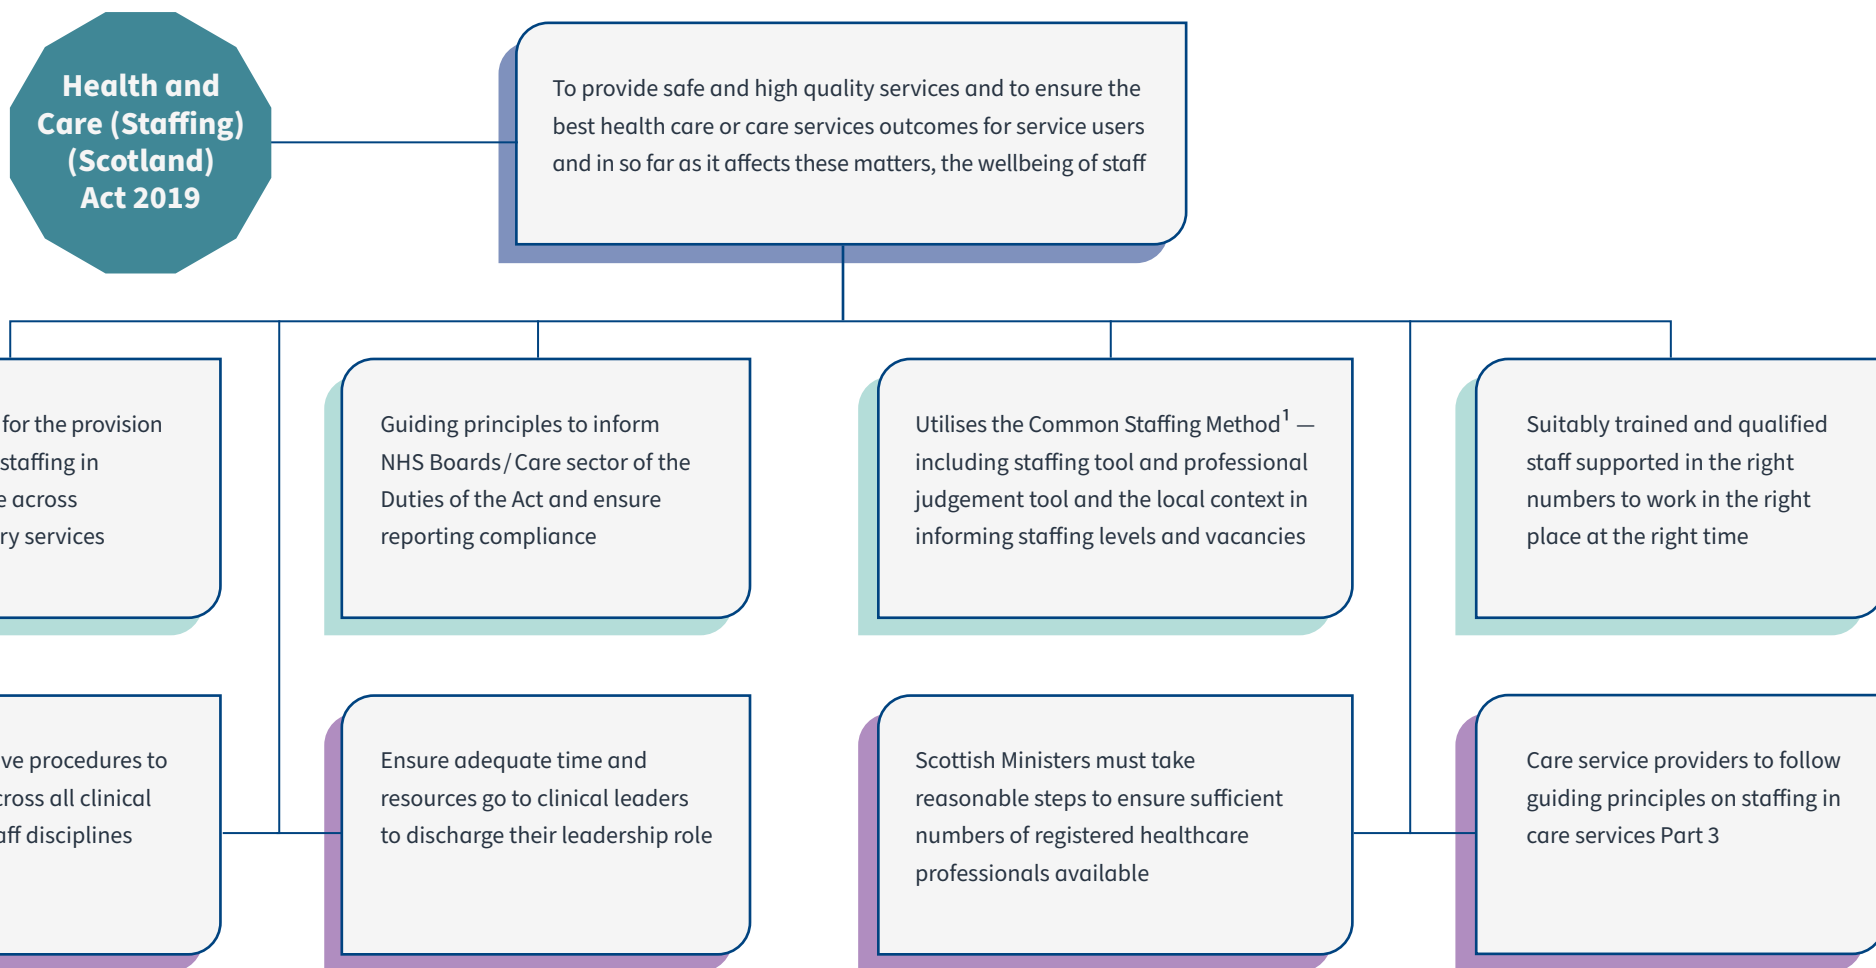 Health and
Care (Staffing)
(Scotland)
Act 2019
To provide safe and high quality services and to ensure the
best health care or care services outcomes for service users
and in so far as it affects these matters, the wellbeing of staff
for the provision
staffing in
across
services
Guiding principles to inform
NHS Boards/Care sector of the
Duties of the Act and ensure
reporting compliance
Utilises the Common Staffing Method¹ —
including staffing tool and professional
judgement tool and the local context in
informing staffing levels and vacancies
Suitably trained and qualified
staff supported in the right
numbers to work in the right
place at the right time
procedures to
all clinical
disciplines
Ensure adequate time and
resources go to clinical leaders
to discharge their leadership role
Scottish Ministers must take
reasonable steps to ensure sufficient
numbers of registered healthcare
professionals available
Care service providers to follow
guiding principles on staffing in
care services Part 3